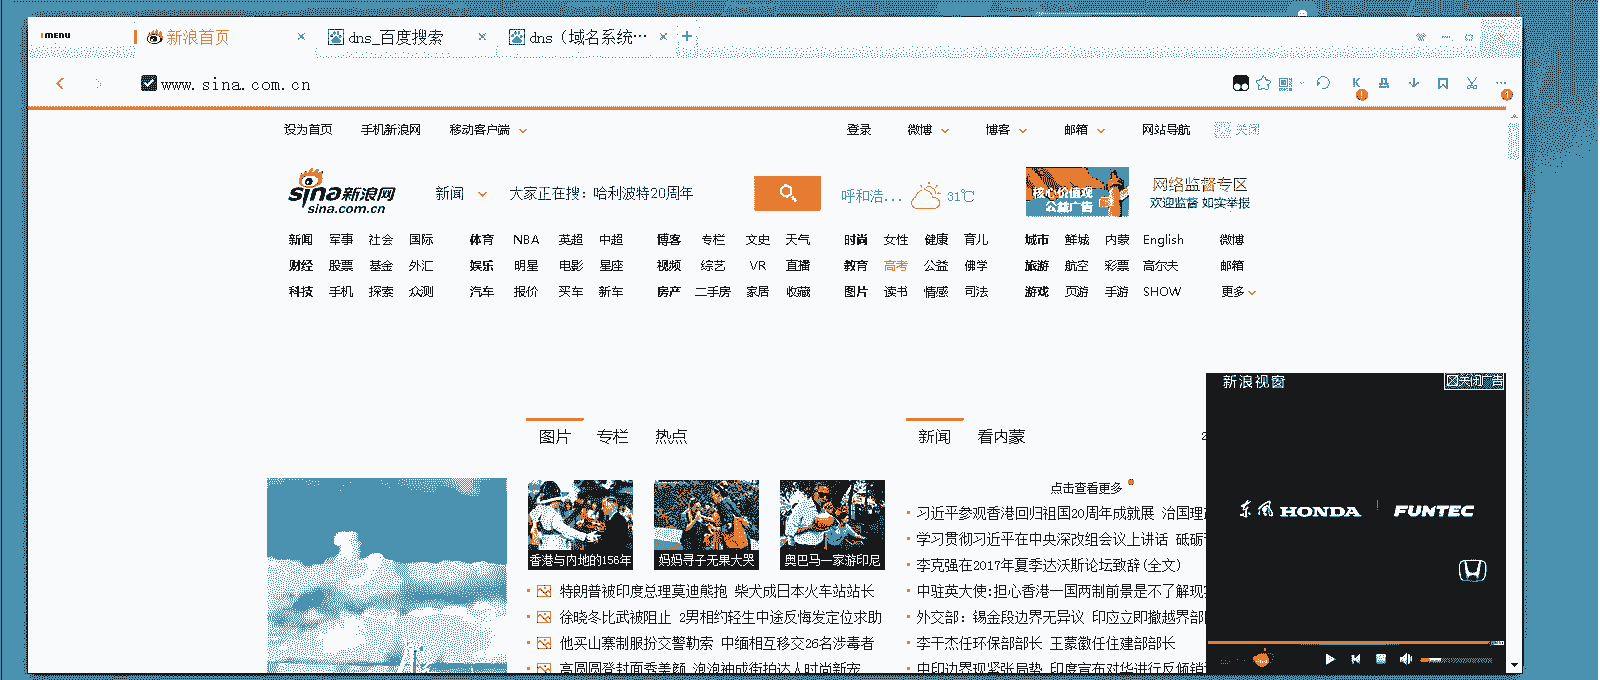 MENU
新浪首页 dns_百度搜索 dns（域名系统…
www.sina.com.cn
设为首页 手机新浪网 移动客户端 登录 微博 博客 邮箱 网站导航 关闭
sina新浪网
sina.com.cn
新闻 大家正在搜：哈利波特20周年
呼和浩... 31℃
核心价值观
公益广告
网络监督专区
欢迎监督 如实举报
新闻 军事 社会 国际 体育 NBA 英超 中超 博客 专栏 文史 天气 时尚 女性 健康 育儿 城市 鲜城 内蒙 English 微博
财经 股票 基金 外汇 娱乐 明星 电影 星座 视频 综艺 VR 直播 教育 高考 公益 佛学 旅游 航空 彩票 高尔夫 邮箱
科技 手机 探索 众测 汽车 报价 买车 新车 房产 二手房 家居 收藏 图片 读书 情感 司法 游戏 页游 手游 SHOW 更多
图片 专栏 热点
香港与内地的156年 妈妈寻子无果大哭 奥巴马一家游印尼
特朗普被印度总理莫迪熊抱 柴犬成日本火车站站长
徐晓冬比武被阻止 2男相约轻生中途反悔发定位求助
他买山寨制服扮交警勒索 中缅相互移交26名涉毒者
高圆圆登封面秀美颜 泡泡袖成街拍达人时尚新宠
新闻 看内蒙 2
点击查看更多
习近平参观香港回归祖国20周年成就展 治国理政
学习贯彻习近平在中央深改组会议上讲话 砥砺
李克强在2017年夏季达沃斯论坛致辞(全文)
中驻英大使:担心香港一国两制前景是不了解现实
外交部：锡金段边界无异议 印应立即撤越界部队
李干杰任环保部部长 王蒙徽任住建部部长
中印边界现紧张局势 印度宣布对华进行反倾销
新浪视窗 关闭广告
东风 HONDA FUNTEC